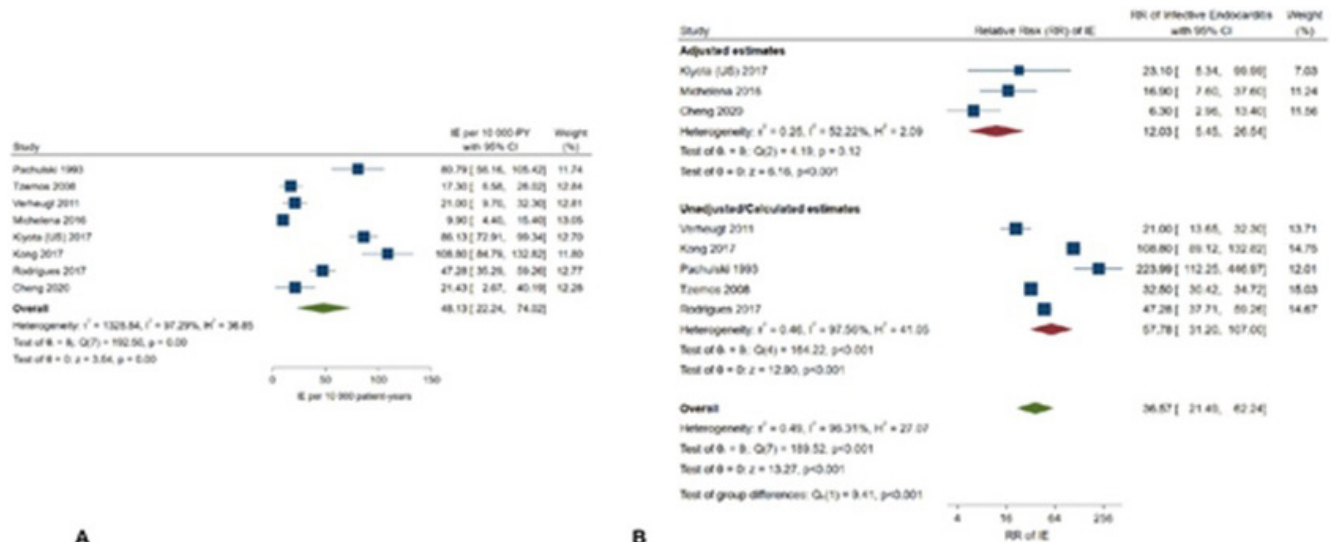 IE per 10 000-PY Weight
Study with 95% CI (%)
Pachulski 1993 80.79 [ 56.16, 105.42] 11.74
Tzemos 2008 17.30 [ 8.58, 26.02] 12.84
Verheugt 2011 21.00 [ 9.70, 32.30] 12.81
Michelena 2016 9.90 [ 4.40, 15.40] 13.05
Kiyota (US) 2017 86.13 [ 72.91, 99.34] 12.70
Kong 2017 108.80 [ 84.79, 132.82] 11.80
Rodrigues 2017 47.28 [ 35.29, 59.26] 12.77
Cheng 2020 21.43 [ 2.67, 40.19] 12.28
Overall 48.13 [ 22.24, 74.02]
Heterogeneity: τ² = 1328.84, I² = 97.29%, H² = 36.85
Test of θᵢ = θⱼ: Q(7) = 192.50, p = 0.00
Test of θ = 0: z = 3.64, p = 0.00
0 50 100 150
IE per 10 000 patient-years
A
RR of Infective Endocarditis Weight
Study Relative Risk (RR) of IE with 95% CI (%)
Adjusted estimates
Kiyota (US) 2017 23.10 [ 5.34, 99.99] 7.03
Michelena 2016 16.90 [ 7.60, 37.60] 11.24
Cheng 2020 6.30 [ 2.96, 13.40] 11.56
Heterogeneity: τ² = 0.25, I² = 52.22%, H² = 2.09 12.03 [ 5.45, 26.54]
Test of θᵢ = θⱼ: Q(2) = 4.19, p = 0.12
Test of θ = 0: z = 6.16, p<0.001
Unadjusted/Calculated estimates
Verheugt 2011 21.00 [ 13.65, 32.30] 13.71
Kong 2017 108.80 [ 89.12, 132.82] 14.75
Pachulski 1993 223.99 [ 112.25, 446.97] 12.01
Tzemos 2008 32.50 [ 30.42, 34.72] 15.03
Rodrigues 2017 47.28 [ 37.71, 59.26] 14.67
Heterogeneity: τ² = 0.46, I² = 97.56%, H² = 41.05 57.78 [ 31.20, 107.00]
Test of θᵢ = θⱼ: Q(4) = 164.22, p<0.001
Test of θ = 0: z = 12.90, p<0.001
Overall 36.57 [ 21.49, 62.24]
Heterogeneity: τ² = 0.49, I² = 96.31%, H² = 27.07
Test of θᵢ = θⱼ: Q(7) = 189.52, p<0.001
Test of θ = 0: z = 13.27, p<0.001
Test of group differences: Q (1) = 9.41, p<0.001
4 16 64 256
RR of IE
B